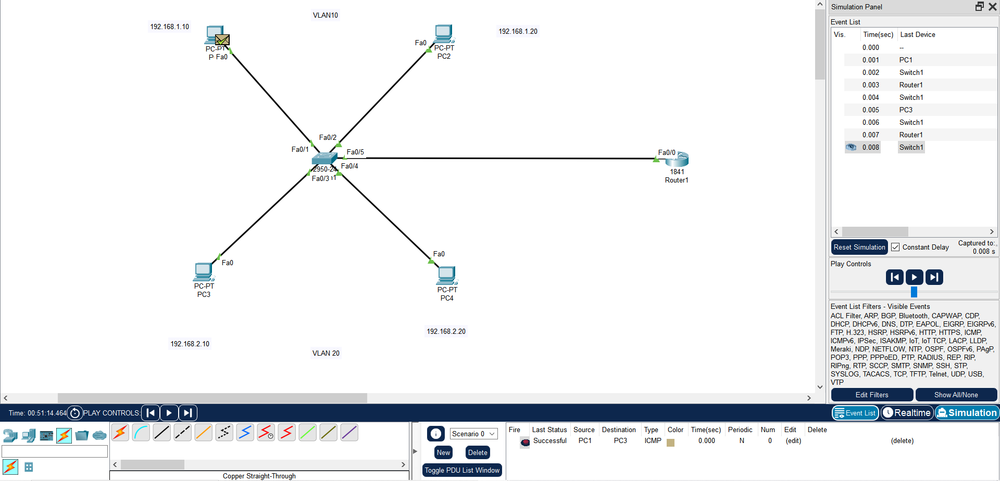 VLAN10
192.168.1.10
192.168.1.20
PC-PT
P
Fa0
Fa0
PC-PT
PC2
Fa0/2
Fa0/1
Fa0/5
Fa0/4
2950-24
Fa0/3
Fa0/0
1841
Router1
Fa0
PC-PT
PC3
Fa0
PC-PT
PC4
192.168.2.10
192.168.2.20
VLAN 20
Simulation Panel
Event List
Vis. Time(sec) Last Device
0.000 --
0.001 PC1
0.002 Switch1
0.003 Router1
0.004 Switch1
0.005 PC3
0.006 Switch1
0.007 Router1
0.008 Switch1
Reset Simulation Constant Delay Captured to:
0.008 s
Play Controls
Event List Filters - Visible Events
ACL Filter, ARP, BGP, Bluetooth, CAPWAP, CDP,
DHCP, DHCPv6, DNS, DTP, EAPOL, EIGRP, EIGRPv6,
FTP, H.323, HSRP, HSRPv6, HTTP, HTTPS, ICMP,
ICMPv6, IPSec, ISAKMP, IoT, IoT TCP, LACP, LLDP,
Meraki, NDP, NETFLOW, NTP, OSPF, OSPFv6, PAgP,
POP3, PPP, PPPoED, PTP, RADIUS, REP, RIP,
RIPng, RTP, SCCP, SMTP, SNMP, SSH, STP,
SYSLOG, TACACS, TCP, TFTP, Telnet, UDP, USB,
VTP
Edit Filters Show All/None
Time: 00:51:14.464 PLAY CONTROLS:
Event List Realtime Simulation
Scenario 0
New Delete
Toggle PDU List Window
Fire Last Status Source Destination Type Color Time(sec) Periodic Num Edit Delete
Successful PC1 PC3 ICMP 0.000 N 0 (edit) (delete)
Copper Straight-Through